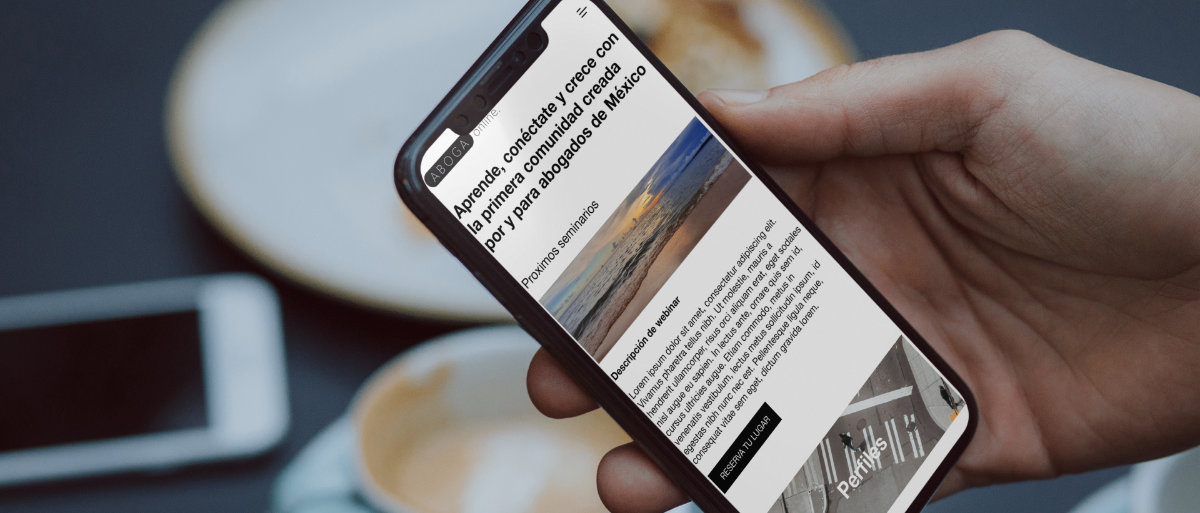 ABOGA
online.
Aprende, conéctate y crece con
la primera comunidad creada
por y para abogados de México
Proximos seminarios
Descripción de webinar
Lorem ipsum dolor sit amet, consectetur adipiscing elit.
Vivamus pharetra tellus nibh. Ut molestie, mauris a
hendrerit ullamcorper, risus orci aliquam erat, eget sodales
nisl augue eu sapien. In lectus ante, ornare quis sem id,
cursus ultricies augue. Etiam commodo, metus in
venenatis vestibulum, lectus metus sollicitudin ipsum, id
egestas nibh nunc nec est. Pellentesque ligula neque,
consequat vitae sem eget, dictum gravida lorem.
RESERVA TU LUGAR
Perfiles